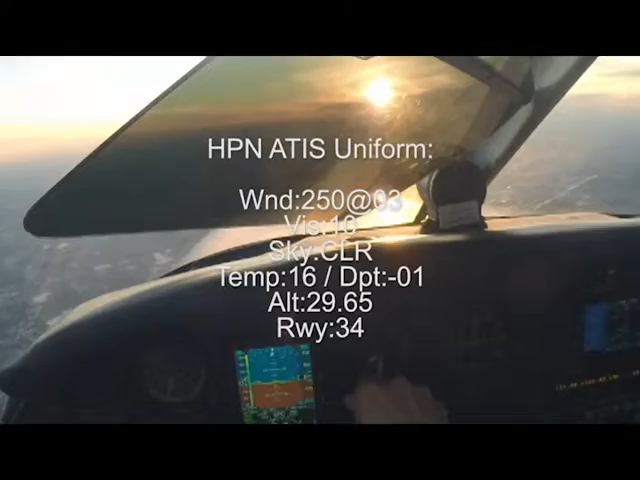 HPN ATIS Uniform:
Wnd:250@03
Vis:10
Sky:CLR
Temp:16 / Dpt:-01
Alt:29.65
Rwy:34